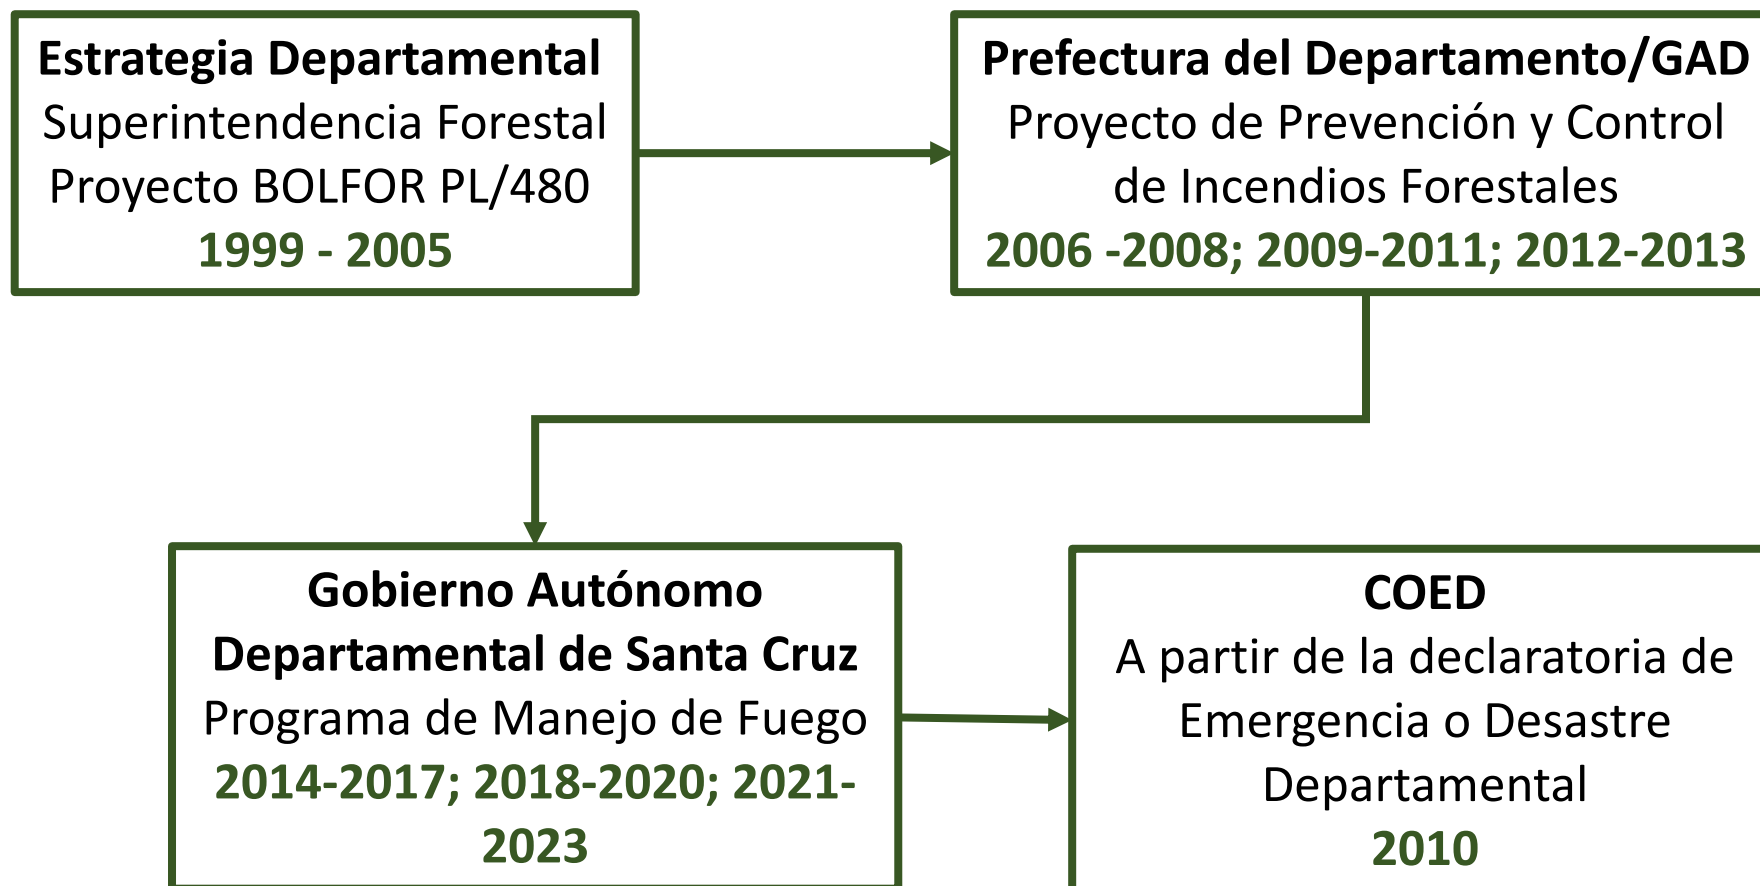 Estrategia Departamental
Superintendencia Forestal
Proyecto BOLFOR PL/480
1999 - 2005
Prefectura del Departamento/GAD
Proyecto de Prevención y Control
de Incendios Forestales
2006 -2008; 2009-2011; 2012-2013
Gobierno Autónomo
Departamental de Santa Cruz
Programa de Manejo de Fuego
2014-2017; 2018-2020; 2021-
2023
COED
A partir de la declaratoria de
Emergencia o Desastre
Departamental
2010